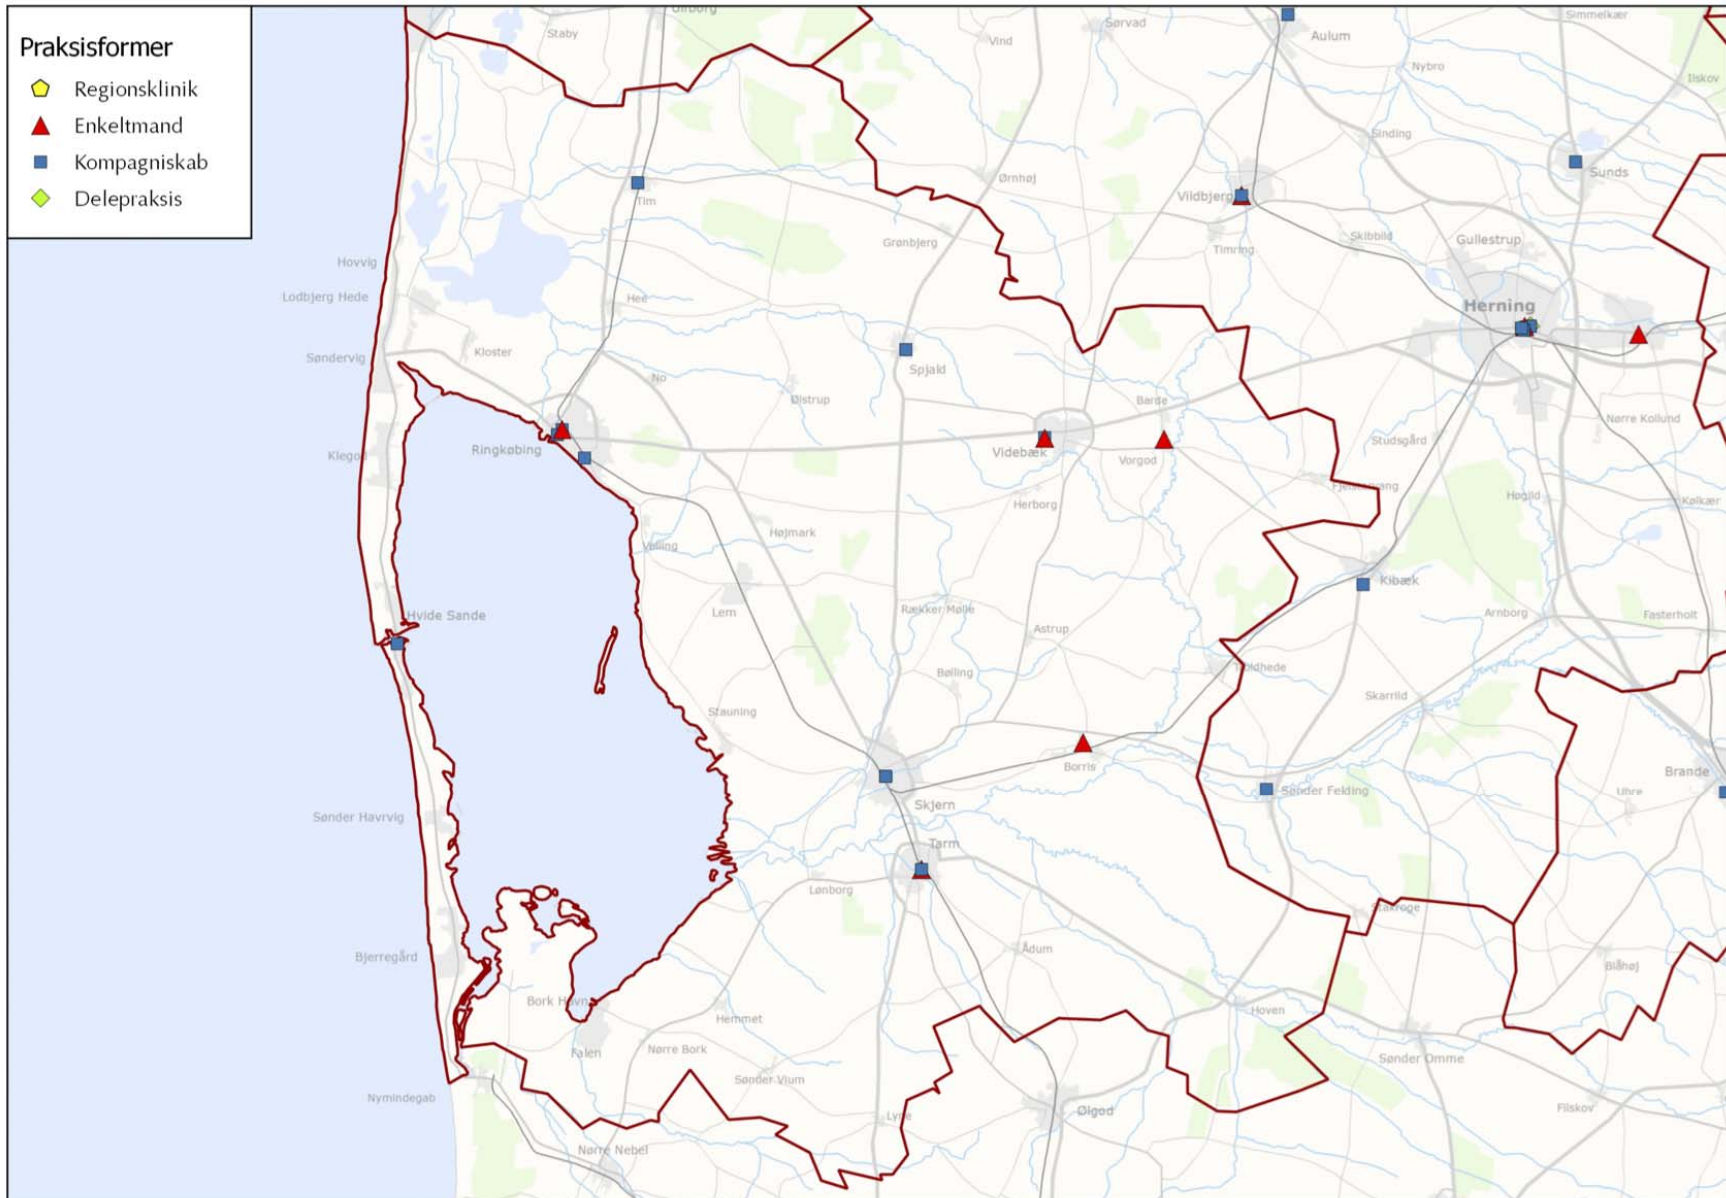 Praksisformer
Regionsklinik
Enkeltmand
Kompagniskab
Delepraksis
Ulfborg
Staby
Vind
Sørvad
Aulum
Simmelkær
Nybro
Ilskov
Sinding
Sunds
Ørnhøj
Vildbjerg
Tim
Timring
Skibbild
Gullestrup
Grønbjerg
Hovvig
Lodbjerg Hede
Hee
Herning
Søndervig
Kloster
No
Spjald
Ølstrup
Barde
Nørre Kollund
Studsgård
Ringkøbing
Klegod
Videbæk
Vorgod
Fjelstervang
Herborg
Høgild
Kølkær
Højmark
Velling
Kibæk
Lem
Rækker Mølle
Hvide Sande
Astrup
Arnborg
Fasterholt
Bølling
Troldhede
Skarrild
Stauning
Borris
Brande
Sønder Felding
Uhre
Skjern
Sønder Havrvig
Tarm
Lønborg
Stakroge
Ådum
Bjerregård
Blåhøj
Bork Havn
Hemmet
Hoven
Falen
Nørre Bork
Sønder Vium
Sønder Omme
Nymindegab
Lyne
Ølgod
Filskov
Nørre Nebel